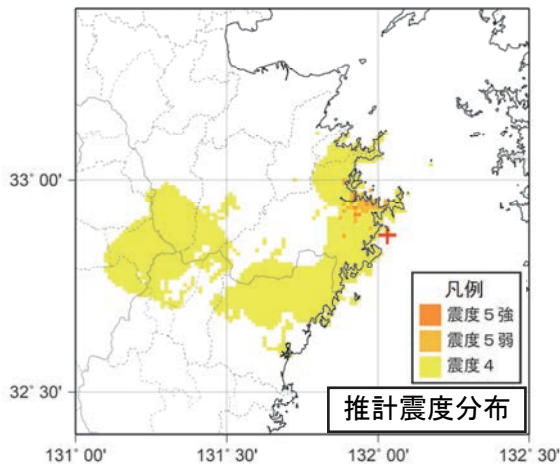 33° 00'
32° 30'
凡例
震度5強
震度5弱
震度4
推計震度分布
131° 00'
131° 30'
132° 00'
132° 30'